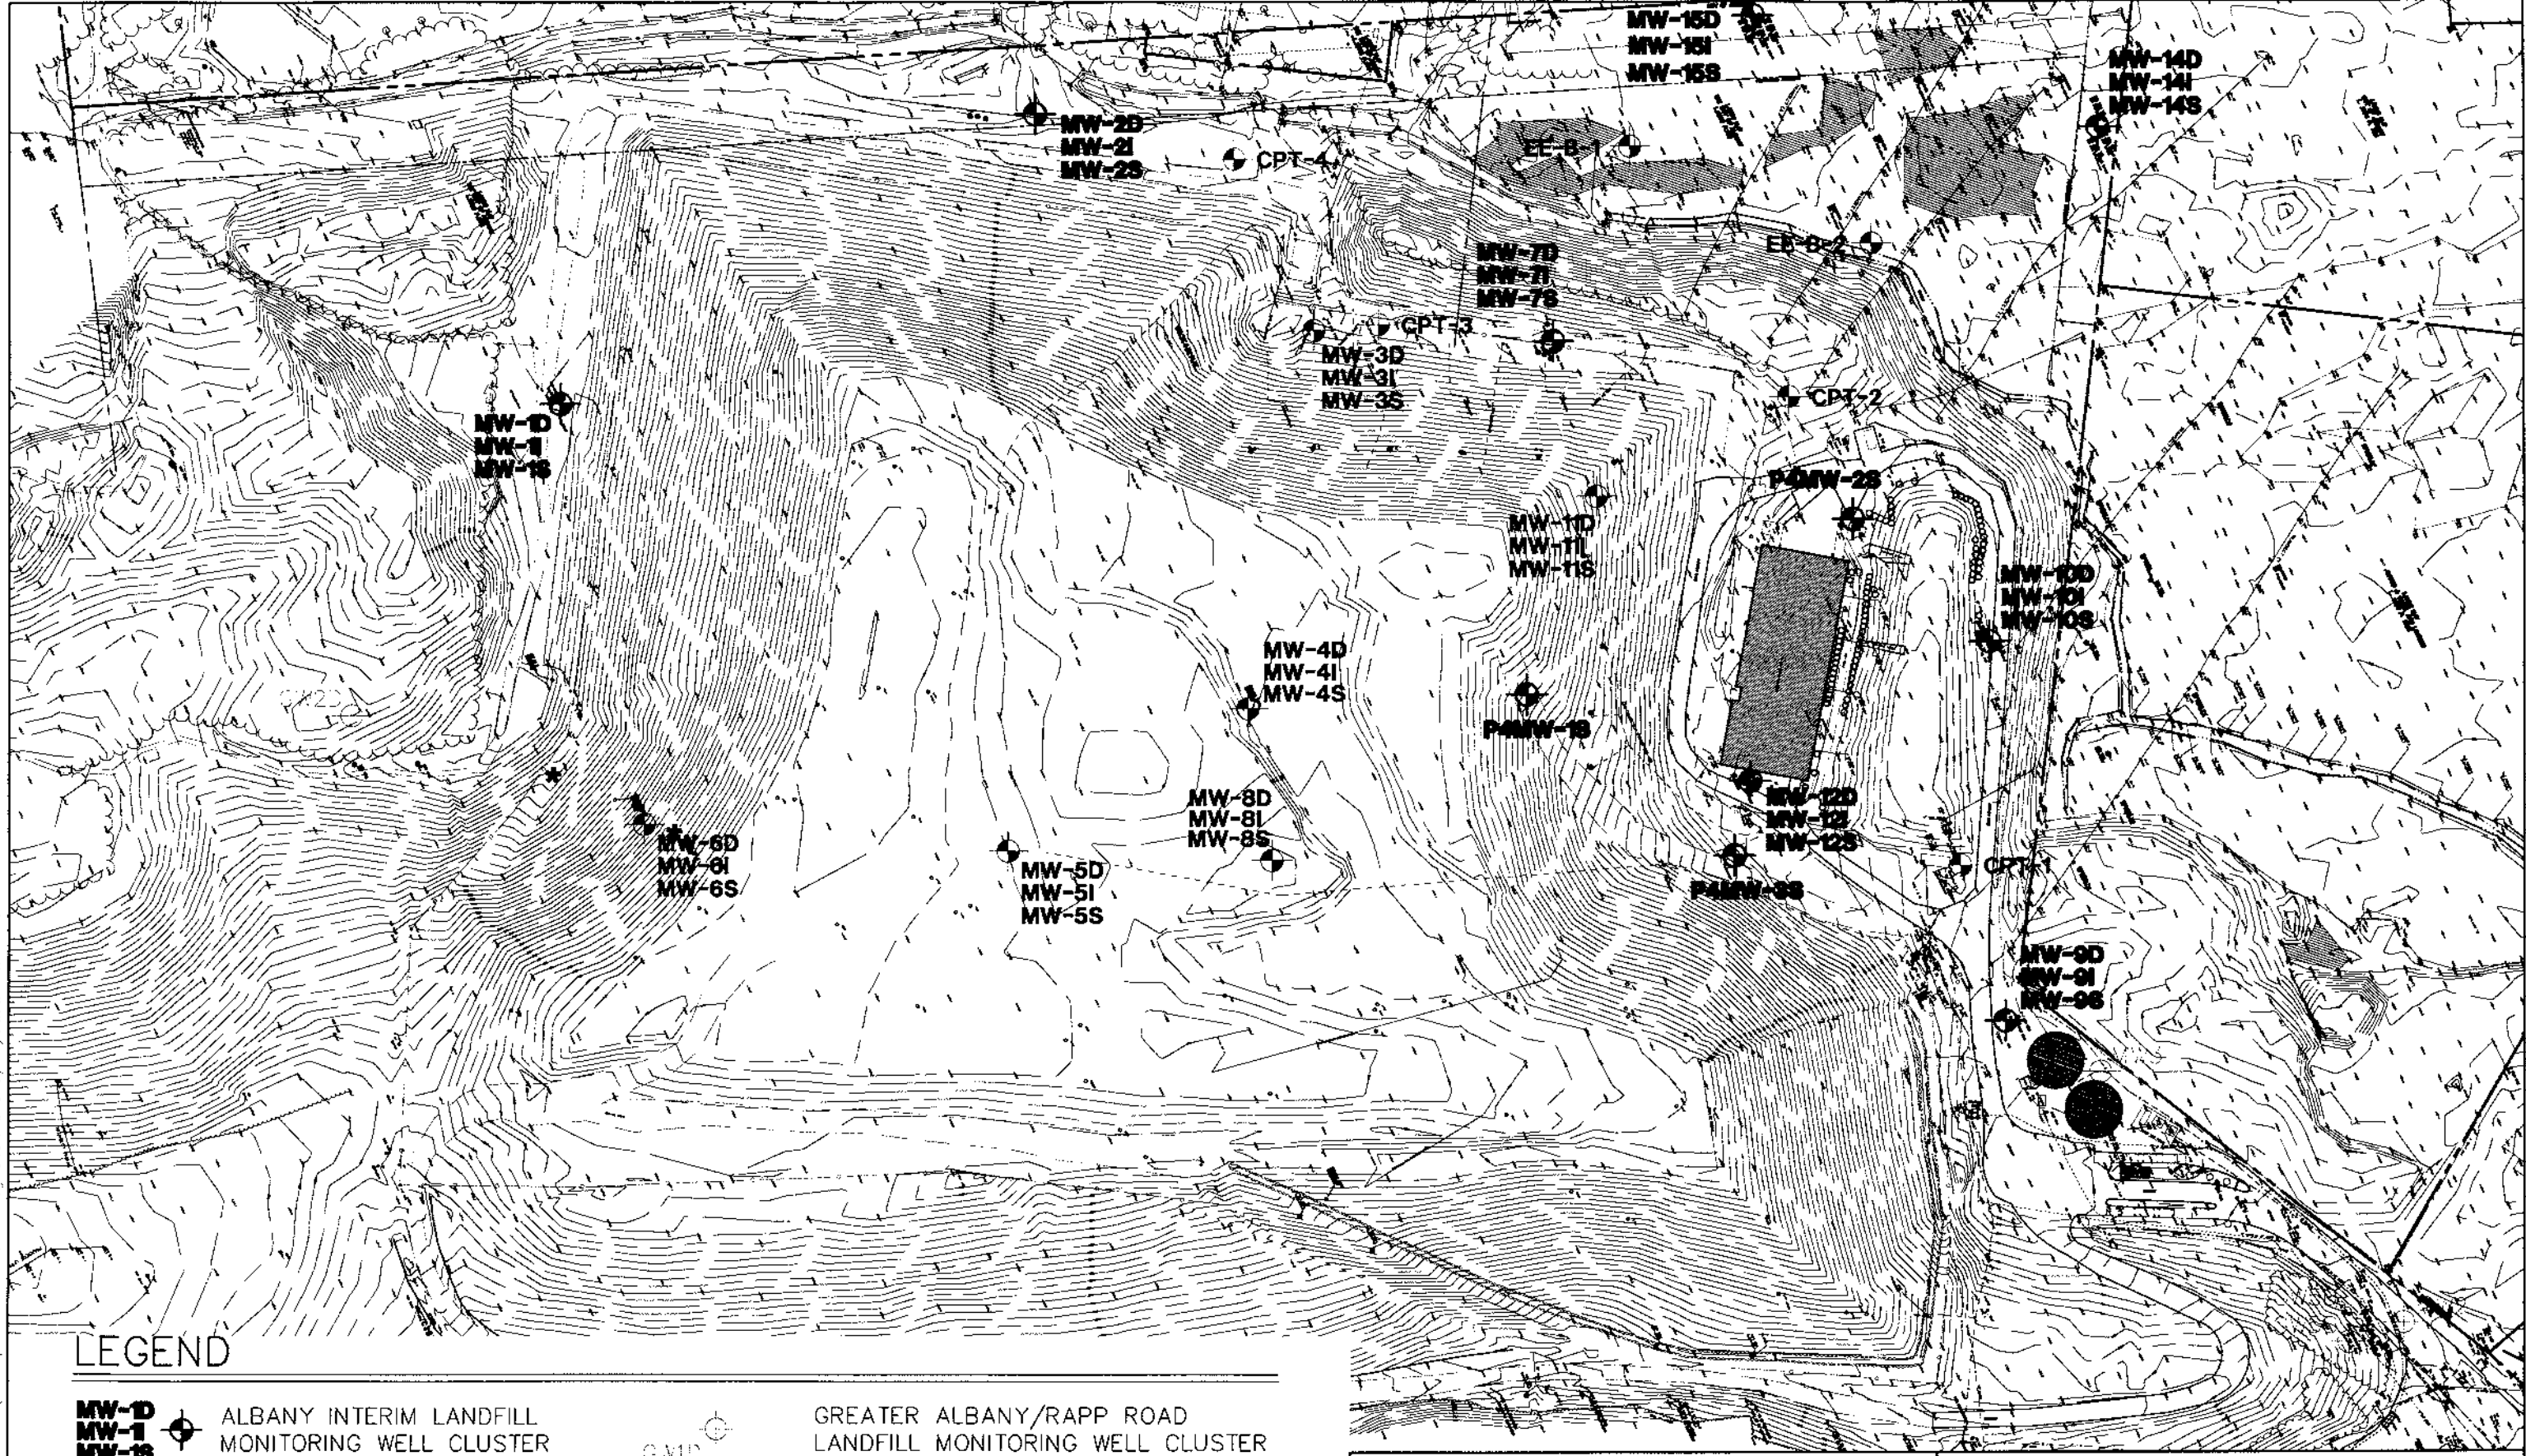 MW-15D
MW-15I
MW-15S
MW-14D
MW-14I
MW-14S
MW-2D
MW-2I
MW-2S
CPT-4
EE-B-1
EE-B-2
MW-7D
MW-7I
MW-7S
CPT-3
MW-3D
MW-3I
MW-3S
CPT-2
MW-1D
MW-1I
MW-1S
P4MW-2S
MW-11D
MW-11I
MW-11S
MW-10D
MW-10I
MW-10S
MW-4D
MW-4I
MW-4S
P4MW-1S
MW-8D
MW-8I
MW-8S
MW-12D
MW-12I
MW-12S
MW-6D
MW-6I
MW-6S
MW-5D
MW-5I
MW-5S
CPT-1
P4MW-3S
MW-9D
MW-9I
MW-9S
LEGEND
MW-1D
MW-1I
MW-1S
ALBANY INTERIM LANDFILL
MONITORING WELL CLUSTER
GREATER ALBANY/RAPP ROAD
LANDFILL MONITORING WELL CLUSTER